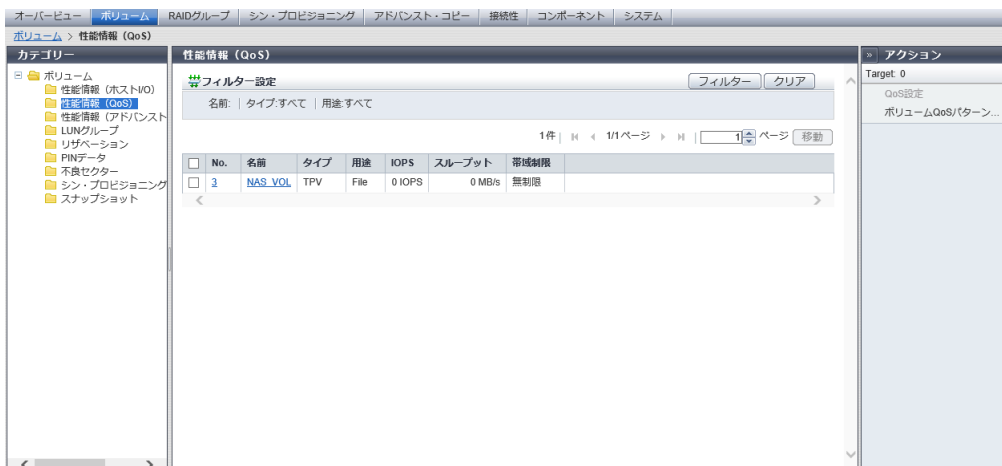 オーバービュー ボリューム RAIDグループ シン・プロビジョニング アドバンスト・コピー 接続性 コンポーネント システム
ボリューム > 性能情報（QoS）
カテゴリー
ボリューム
性能情報（ホストI/O）
性能情報（QoS）
性能情報（アドバンスト
LUNグループ
リザベーション
PINデータ
不良セクター
シン・プロビジョニング
スナップショット
性能情報（QoS）
フィルター設定 フィルター クリア
名前: | タイプ:すべて | 用途:すべて
1件 | 1/1ページ | 1 ページ 移動
No. 名前 タイプ 用途 IOPS スループット 帯域制限
3 NAS_VOL TPV File 0 IOPS 0 MB/s 無制限
» アクション
Target: 0
QoS設定
ボリュームQoSパターン...